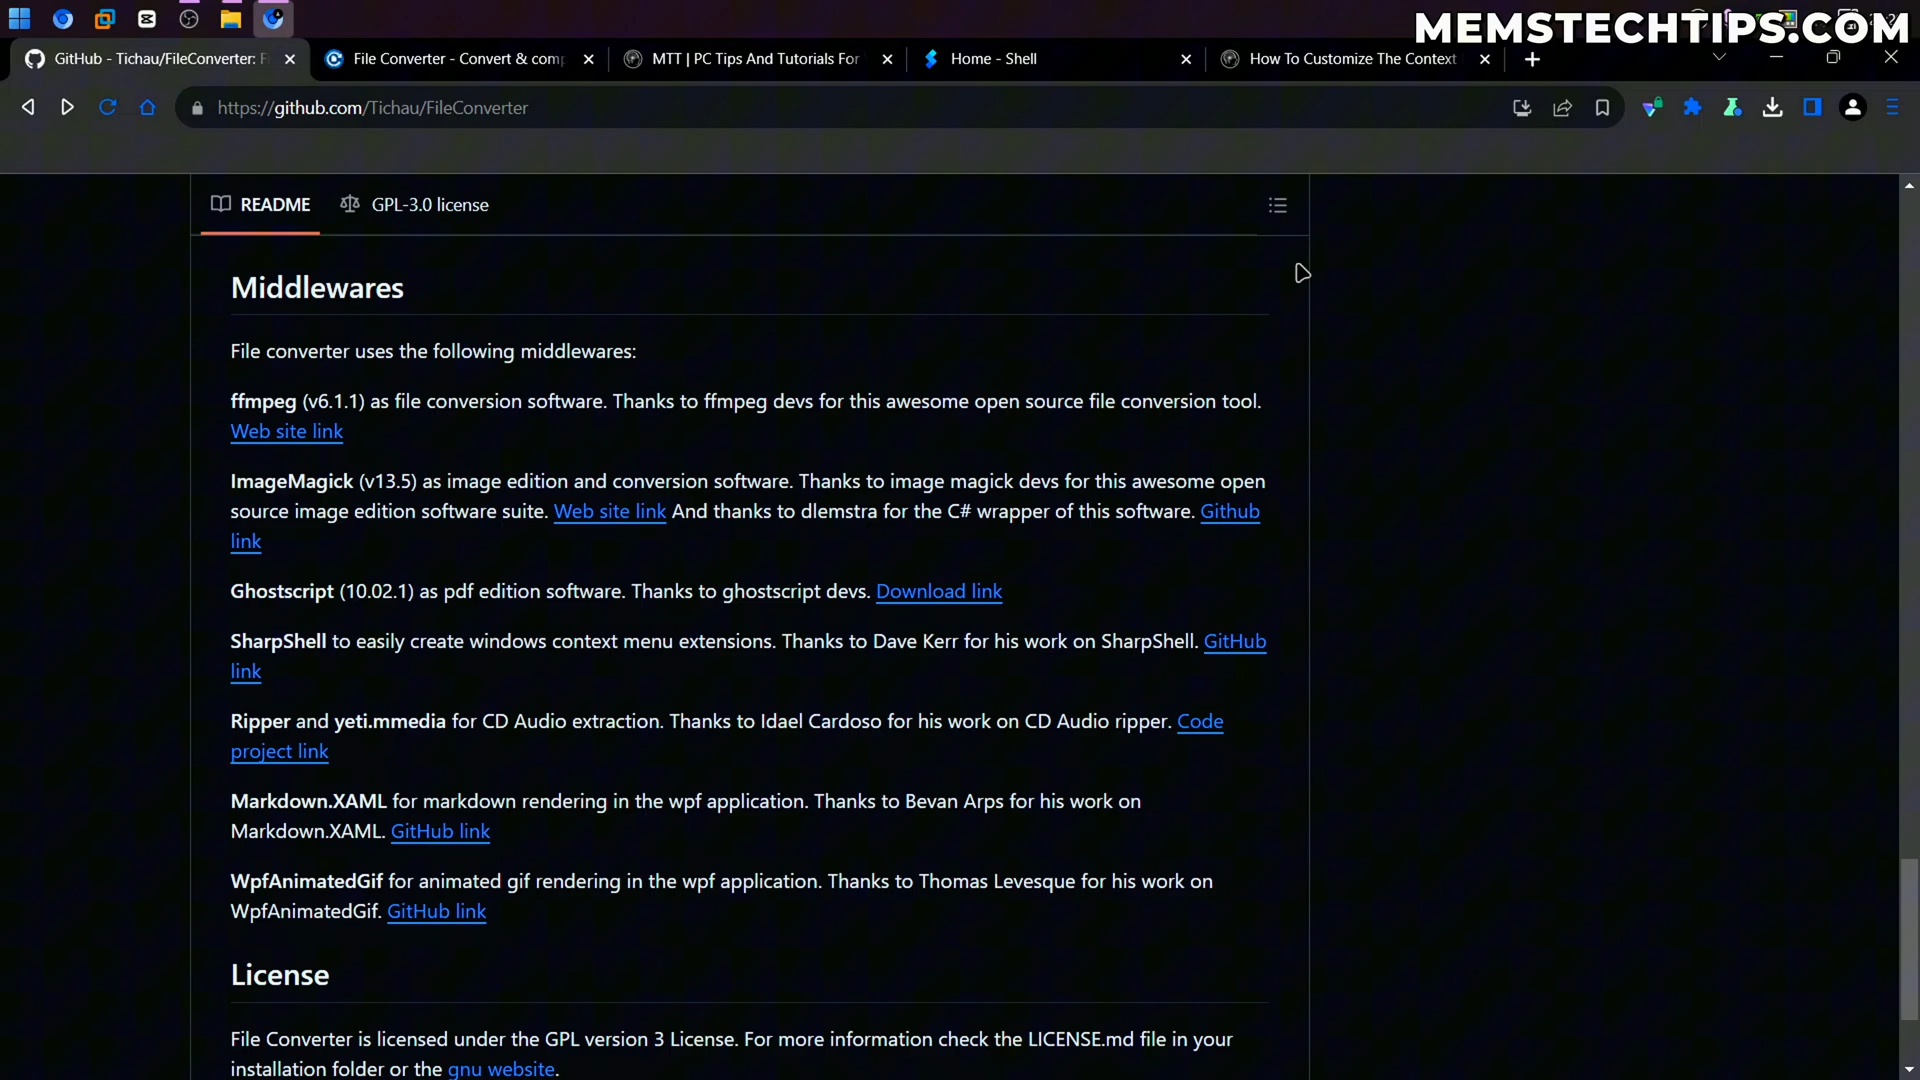 MEMSTECHTIPS.COM
GitHub - Tichau/FileConverter: F
File Converter - Convert & comp
MTT | PC Tips And Tutorials For
Home - Shell
How To Customize The Context
https://github.com/Tichau/FileConverter
README
GPL-3.0 license
Middlewares
File converter uses the following middlewares:
ffmpeg (v6.1.1) as file conversion software. Thanks to ffmpeg devs for this awesome open source file conversion tool.
Web site link
ImageMagick (v13.5) as image edition and conversion software. Thanks to image magick devs for this awesome open
source image edition software suite. Web site link And thanks to dlemstra for the C# wrapper of this software. Github
link
Ghostscript (10.02.1) as pdf edition software. Thanks to ghostscript devs. Download link
SharpShell to easily create windows context menu extensions. Thanks to Dave Kerr for his work on SharpShell. GitHub
link
Ripper and yeti.mmedia for CD Audio extraction. Thanks to Idael Cardoso for his work on CD Audio ripper. Code
project link
Markdown.XAML for markdown rendering in the wpf application. Thanks to Bevan Arps for his work on
Markdown.XAML. GitHub link
WpfAnimatedGif for animated gif rendering in the wpf application. Thanks to Thomas Levesque for his work on
WpfAnimatedGif. GitHub link
License
File Converter is licensed under the GPL version 3 License. For more information check the LICENSE.md file in your
installation folder or the gnu website.